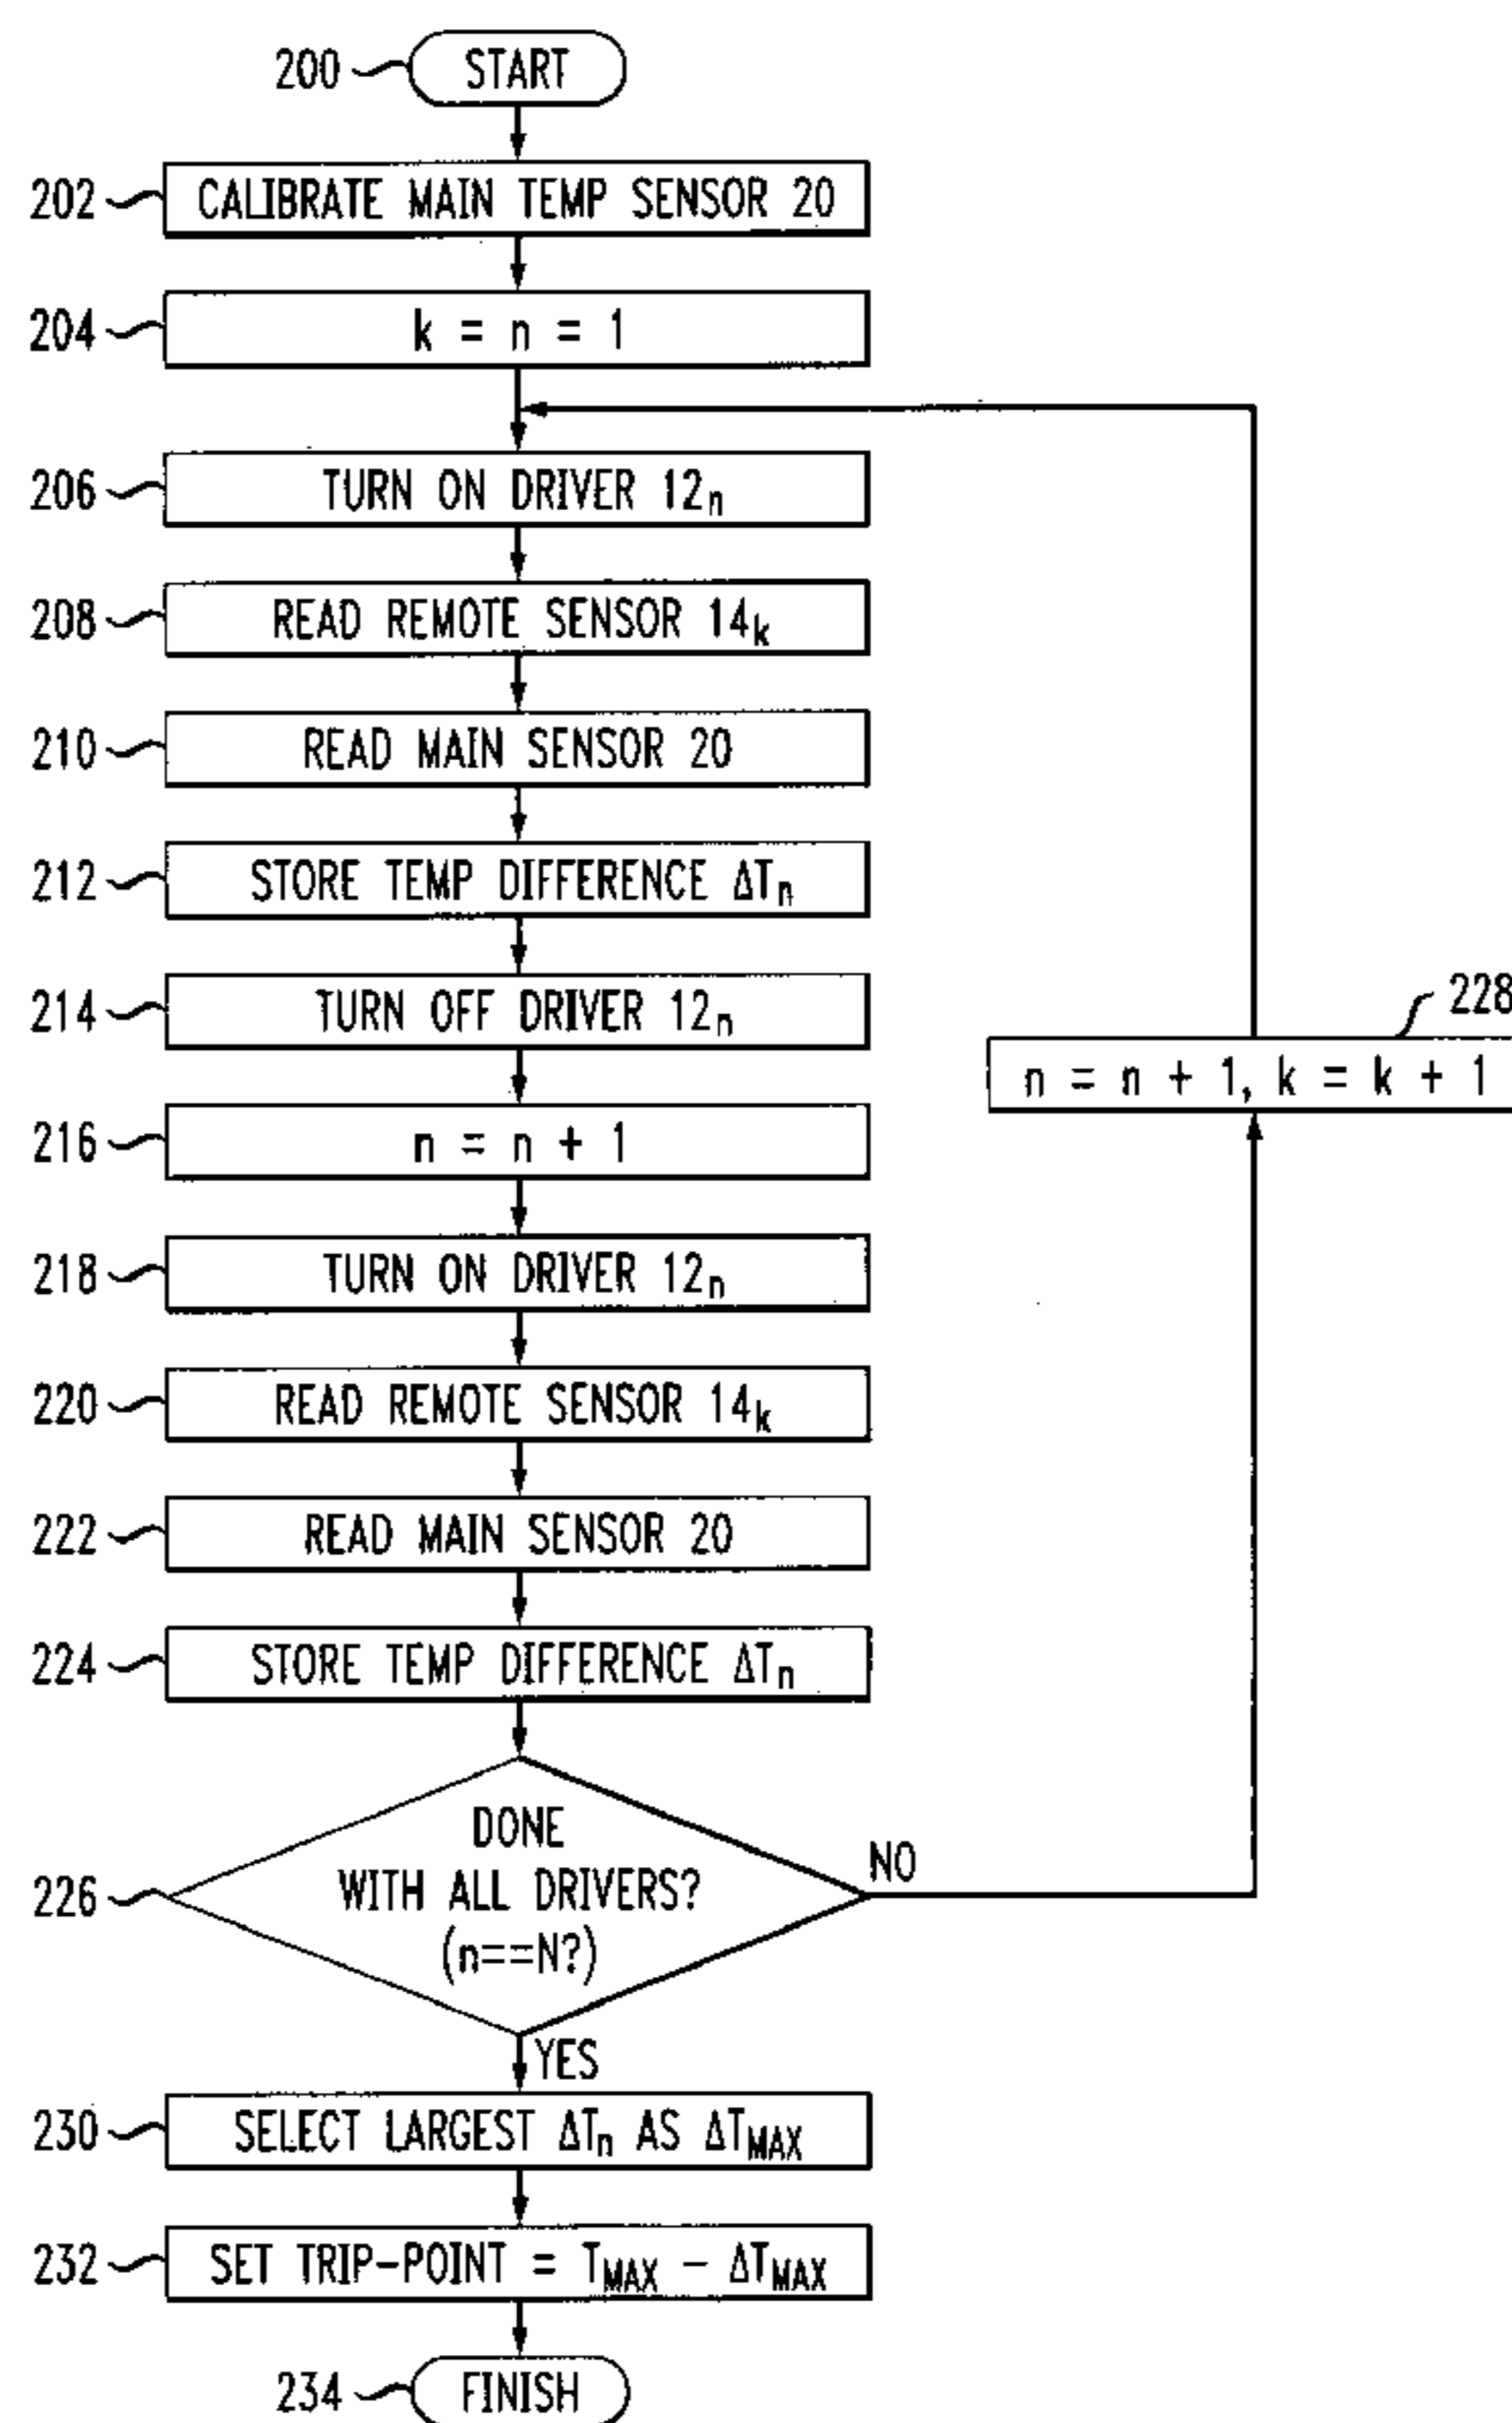 200 START
202 CALIBRATE MAIN TEMP SENSOR 20
204 k = n = 1
206 TURN ON DRIVER 12n
208 READ REMOTE SENSOR 14k
210 READ MAIN SENSOR 20
212 STORE TEMP DIFFERENCE ΔTn
214 TURN OFF DRIVER 12n
228
n = n + 1, k = k + 1
216 n = n + 1
218 TURN ON DRIVER 12n
220 READ REMOTE SENSOR 14k
222 READ MAIN SENSOR 20
224 STORE TEMP DIFFERENCE ΔTn
DONE
226 WITH ALL DRIVERS?
(n==N?)
NO
YES
230 SELECT LARGEST ΔTn AS ΔTMAX
232 SET TRIP-POINT = TMAX – ΔTMAX
234 FINISH